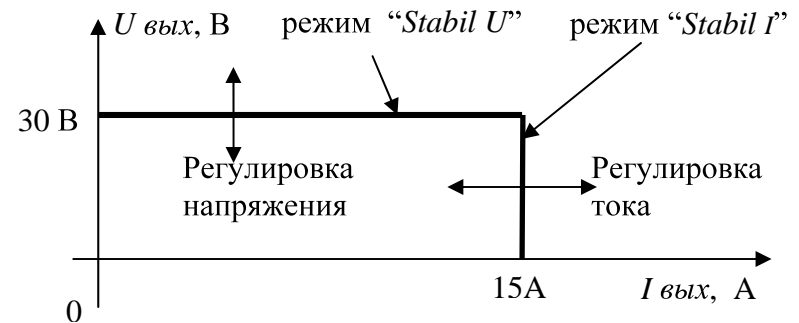 U вых, В
режим “Stabil U”
режим “Stabil I”
30 В
Регулировка
напряжения
Регулировка
тока
15А
I вых, А
0